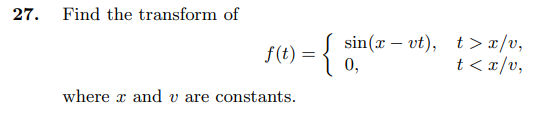 27. Find the transform of
f(t) = { sin(x − vt), t > x/v,
0, t < x/v,
where x and v are constants.